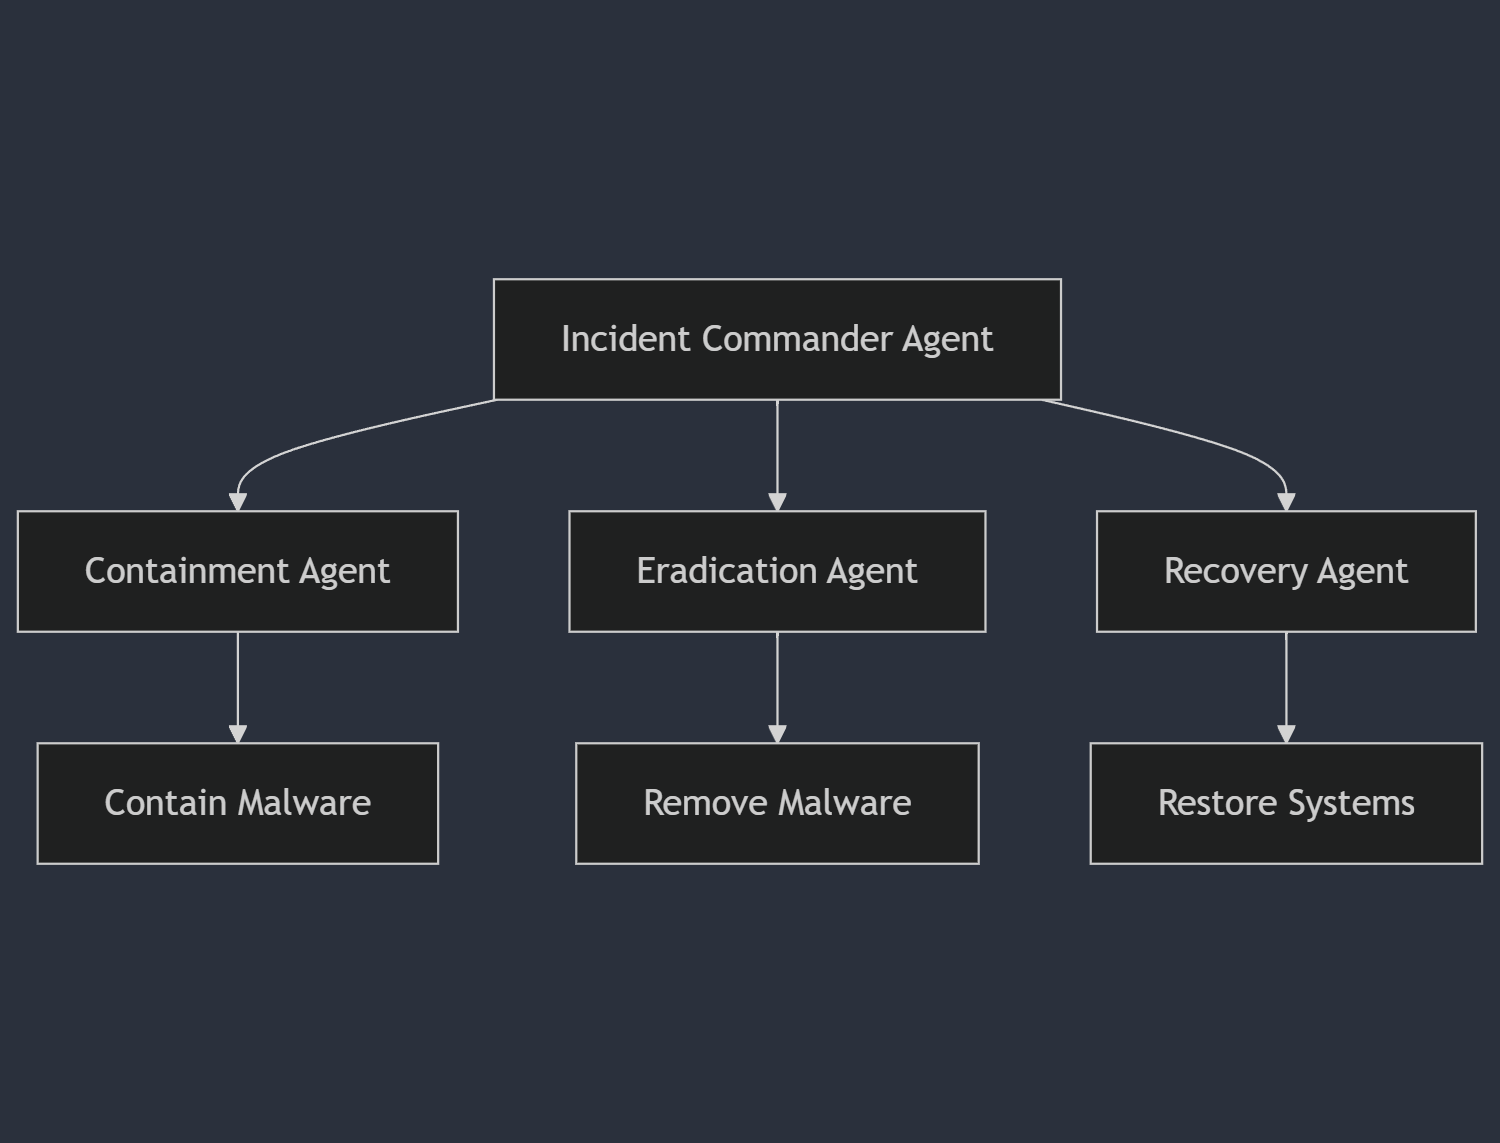 Incident Commander Agent
Containment Agent
Eradication Agent
Recovery Agent
Contain Malware
Remove Malware
Restore Systems